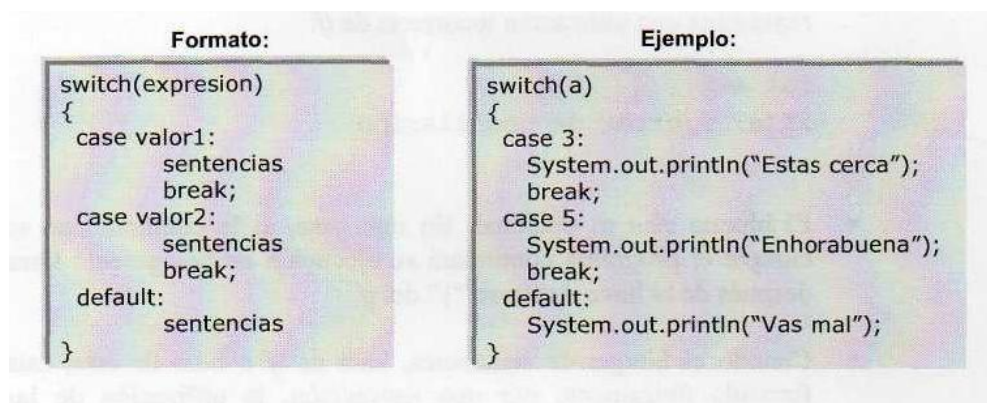 Formato:
switch(expresion)
{
case valor1:
sentencias
break;
case valor2:
sentencias
break;
default:
sentencias
}
Ejemplo:
switch(a)
{
case 3:
System.out.println(“Estas cerca”);
break;
case 5:
System.out.println(“Enhorabuena”);
break;
default:
System.out.println(“Vas mal”);
}